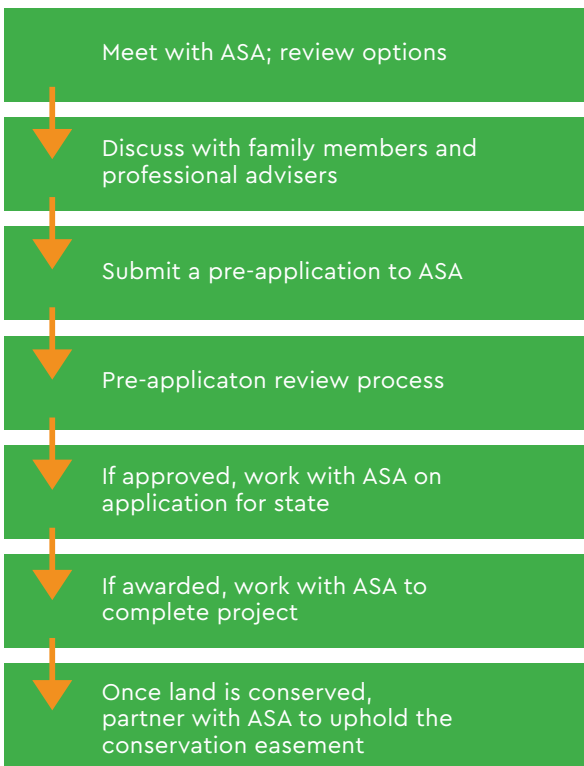 Meet with ASA; review options
Discuss with family members and
professional advisers
Submit a pre-application to ASA
Pre-applicaton review process
If approved, work with ASA on
application for state
If awarded, work with ASA to
complete project
Once land is conserved,
partner with ASA to uphold the
conservation easement